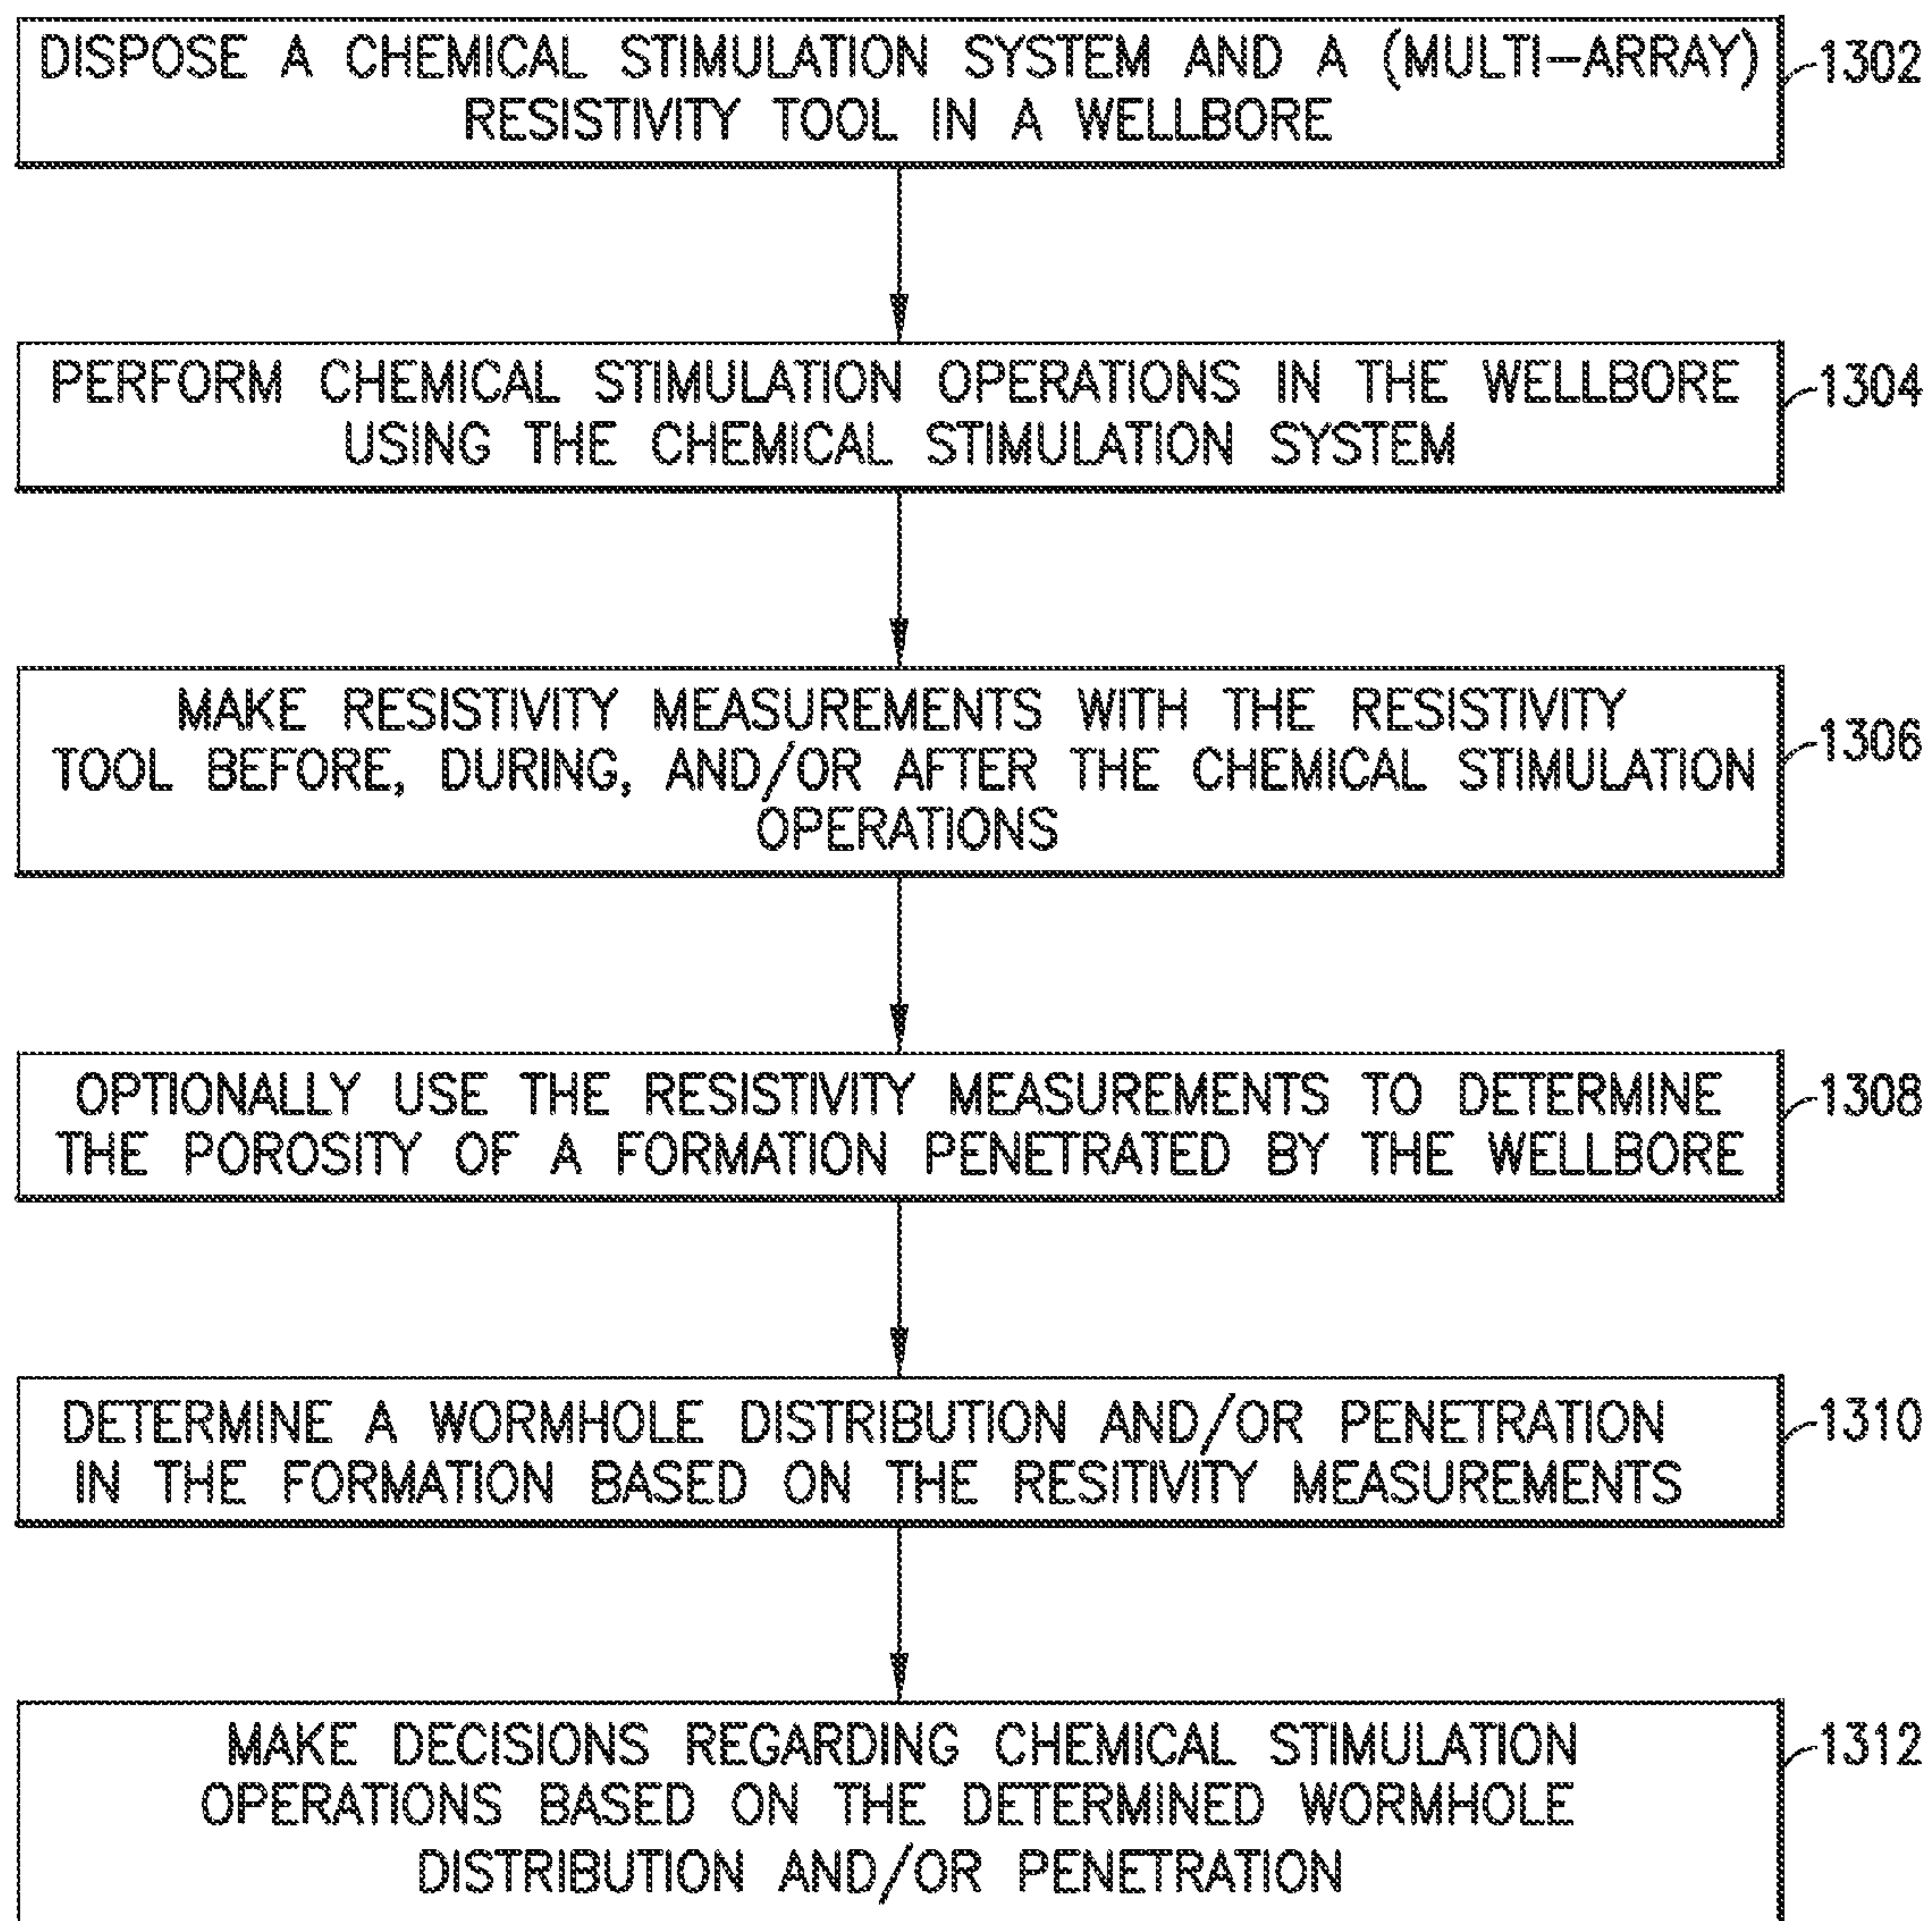 DISPOSE A CHEMICAL STIMULATION SYSTEM AND A (MULTI-ARRAY)
RESISTIVITY TOOL IN A WELLBORE
1302
PERFORM CHEMICAL STIMULATION OPERATIONS IN THE WELLBORE
USING THE CHEMICAL STIMULATION SYSTEM
1304
MAKE RESISTIVITY MEASUREMENTS WITH THE RESISTIVITY
TOOL BEFORE, DURING, AND/OR AFTER THE CHEMICAL STIMULATION
OPERATIONS
1306
OPTIONALLY USE THE RESISTIVITY MEASUREMENTS TO DETERMINE
THE POROSITY OF A FORMATION PENETRATED BY THE WELLBORE
1308
DETERMINE A WORMHOLE DISTRIBUTION AND/OR PENETRATION
IN THE FORMATION BASED ON THE RESITIVITY MEASUREMENTS
1310
MAKE DECISIONS REGARDING CHEMICAL STIMULATION
OPERATIONS BASED ON THE DETERMINED WORMHOLE
DISTRIBUTION AND/OR PENETRATION
1312